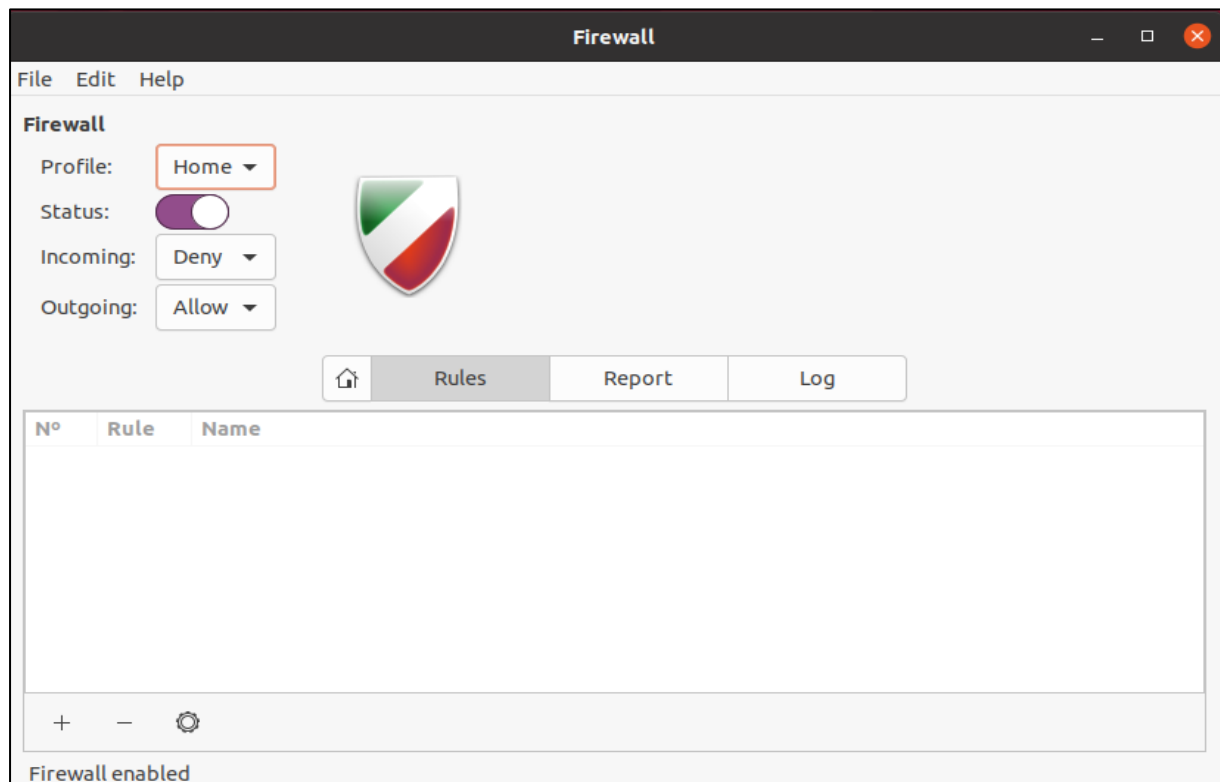 Firewall
File Edit Help
Firewall
Profile: Home
Status:
Incoming: Deny
Outgoing: Allow
Rules Report Log
Nº Rule Name
+ −
Firewall enabled